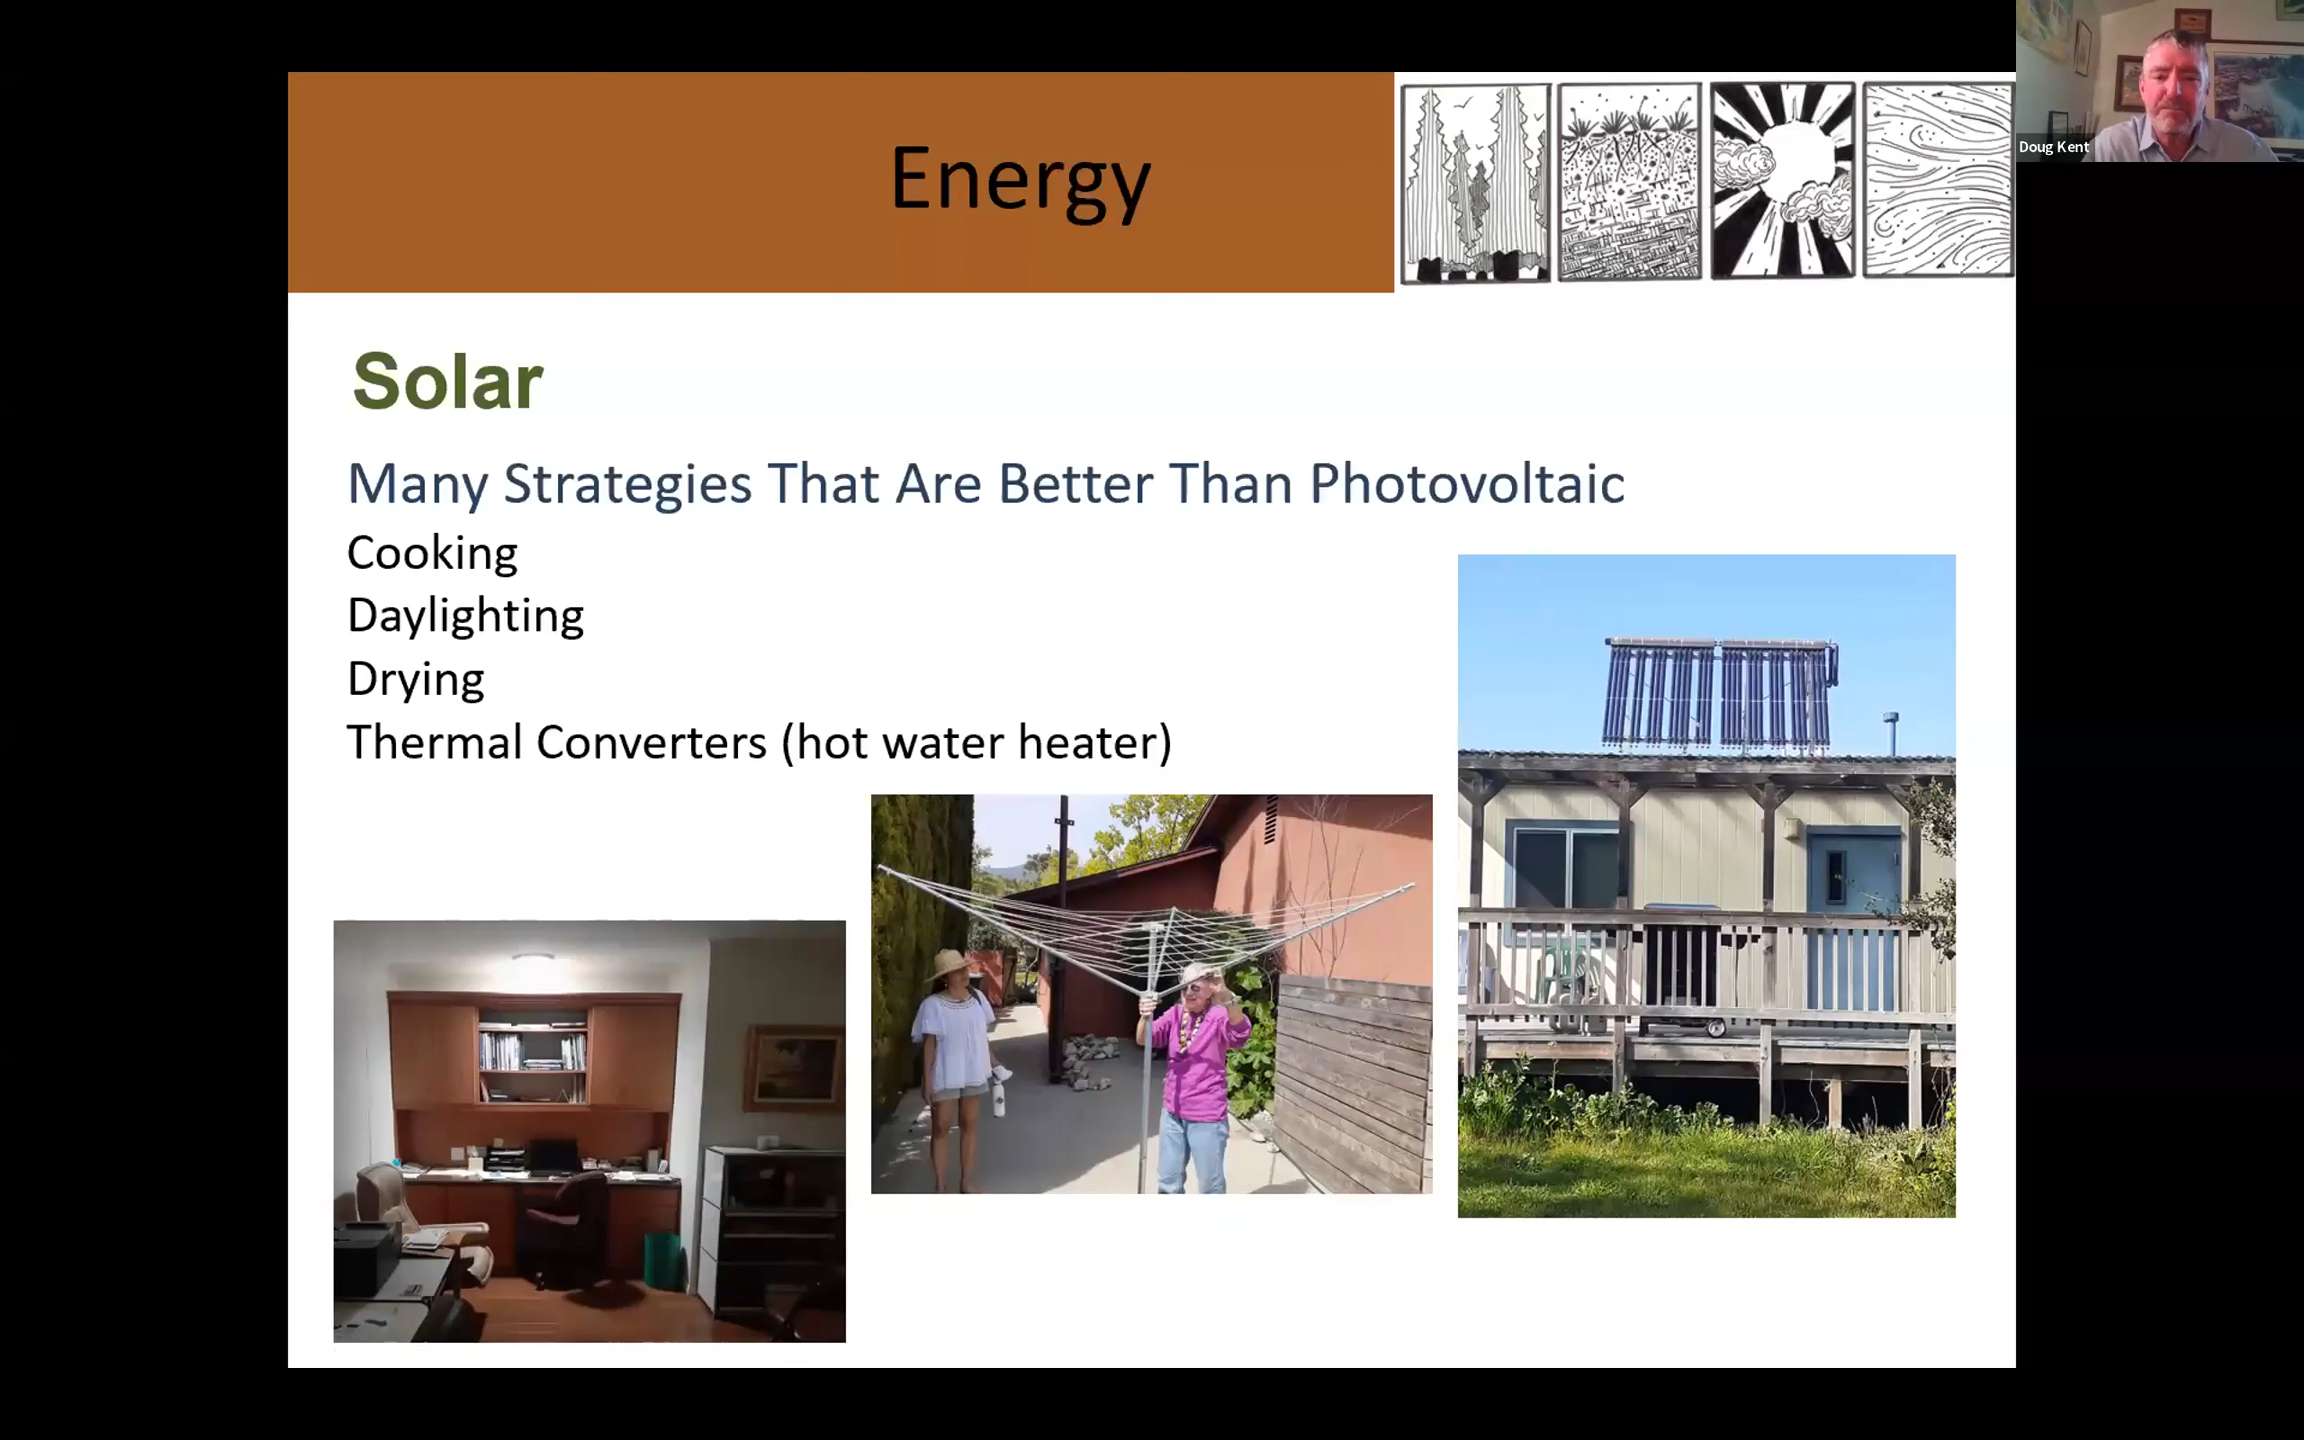 Energy
Doug Kent
Solar
Many Strategies That Are Better Than Photovoltaic
Cooking
Daylighting
Drying
Thermal Converters (hot water heater)